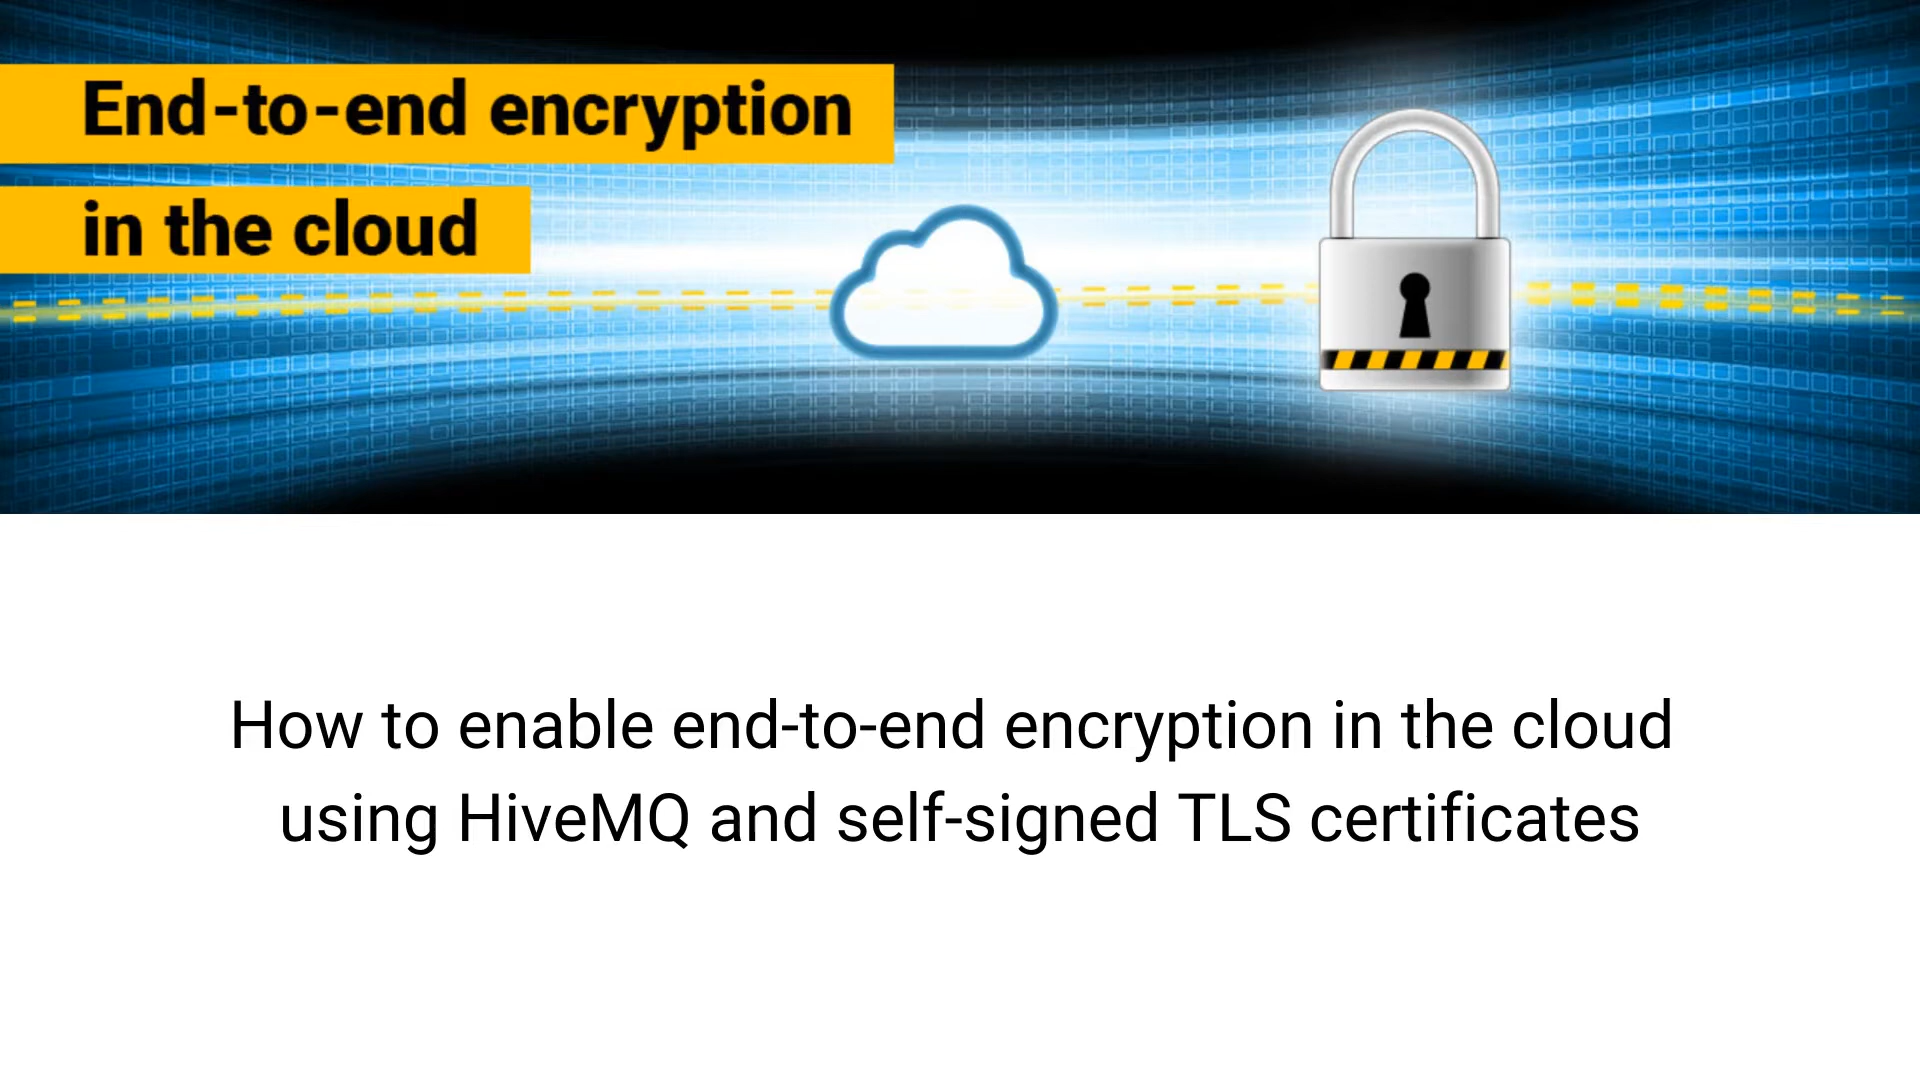 End-to-end encryption
in the cloud
How to enable end-to-end encryption in the cloud
using HiveMQ and self-signed TLS certificates